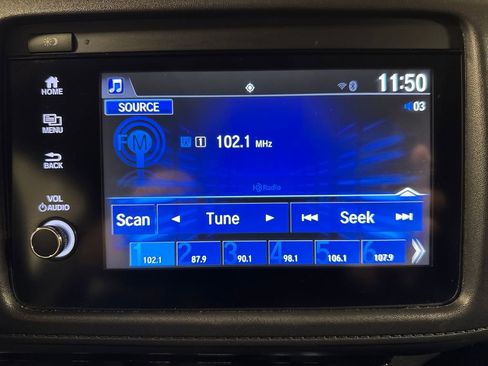 11:50
HOME
SOURCE
03
MENU
FM
1 102.1 MHz
BACK
HD Radio
VOL
AUDIO
Scan Tune Seek
1 2 3 4 5 6
102.1 87.9 90.1 98.1 106.1 107.9